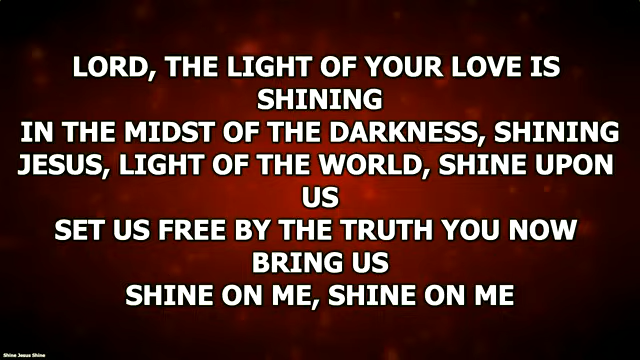 LORD, THE LIGHT OF YOUR LOVE IS
SHINING
IN THE MIDST OF THE DARKNESS, SHINING
JESUS, LIGHT OF THE WORLD, SHINE UPON
US
SET US FREE BY THE TRUTH YOU NOW
BRING US
SHINE ON ME, SHINE ON ME
Shine Jesus Shine